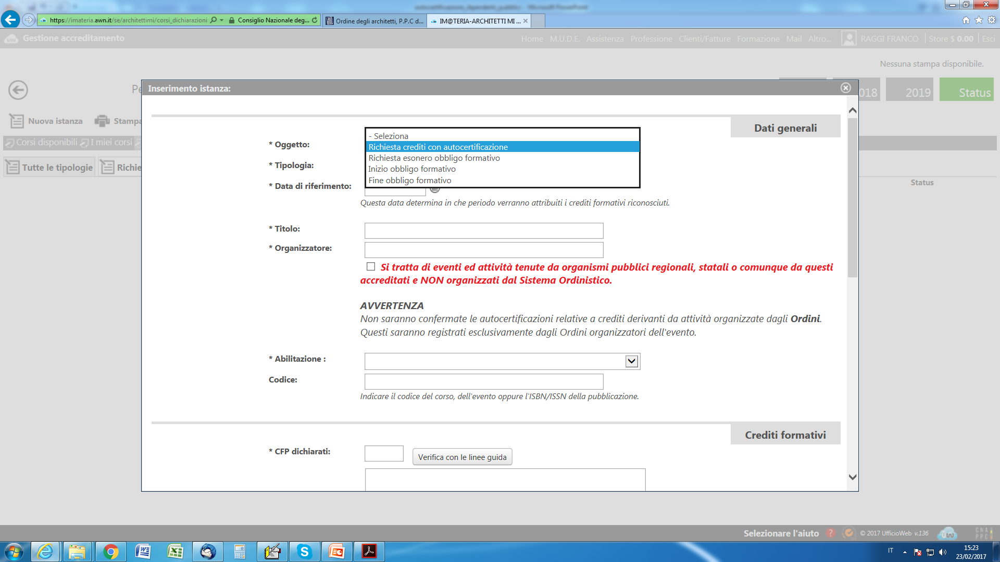 https://imateria.awn.it/se/architettimi/corsi_dichiarazioni
Consiglio Nazionale deg...
Ordine degli architetti, P.P.C d...
IM@TERIA-ARCHITETTI MI ...
Gestione accreditamento
Home M.U.D.E. Assistenza Professione Clienti/Fatture Formazione Mail Altro... RAGGI FRANCO Store $ 0.00 Esci
Nessuna stampa disponibile.
Pe
018
2019
Status
Inserimento istanza:
Nuova istanza
Stampa
Corsi disponibili
I miei corsi
Tutte le tipologie
Richie
Status
Dati generali
* Oggetto:
- Seleziona
Richiesta crediti con autocertificazione
Richiesta esonero obbligo formativo
Inizio obbligo formativo
Fine obbligo formativo
* Tipologia:
* Data di riferimento:
Questa data determina in che periodo verranno attribuiti i crediti formativi riconosciuti.
* Titolo:
* Organizzatore:
Si tratta di eventi ed attività tenute da organismi pubblici regionali, statali o comunque da questi
accreditati e NON organizzati dal Sistema Ordinistico.
AVVERTENZA
Non saranno confermate le autocertificazioni relative a crediti derivanti da attività organizzate dagli Ordini.
Questi saranno registrati esclusivamente dagli Ordini organizzatori dell'evento.
* Abilitazione :
Codice:
Indicare il codice del corso, dell'evento oppure l'ISBN/ISSN della pubblicazione.
Crediti formativi
* CFP dichiarati:
Verifica con le linee guida
Selezionare l'aiuto
?
© 2017 UfficioWeb v.136
uw
CNA
PPC
IT
15:23
23/02/2017